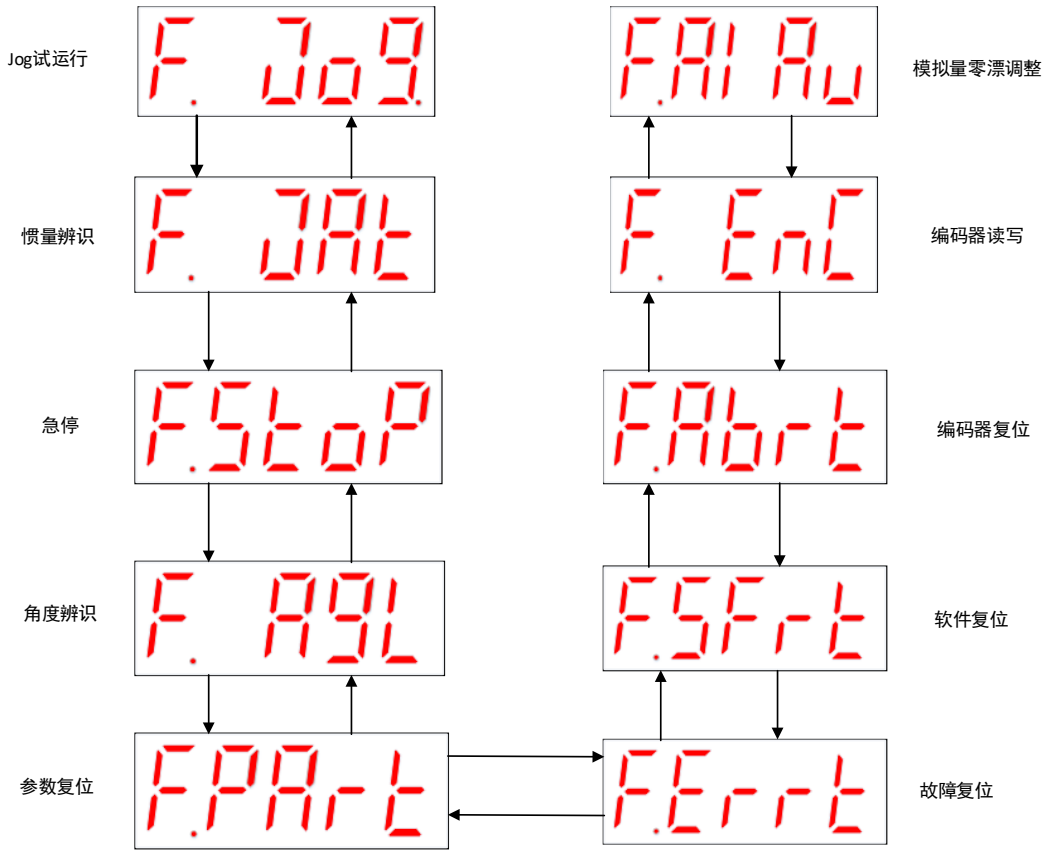 Jog试运行
F. Jog.
惯量辨识
F. JAt
急停
F.StoP
角度辨识
F. AgL
参数复位
F.PArt
F.AI Au
模拟量零漂调整
F. EnC
编码器读写
F.Abrt
编码器复位
F.SFrt
软件复位
F.Errt
故障复位